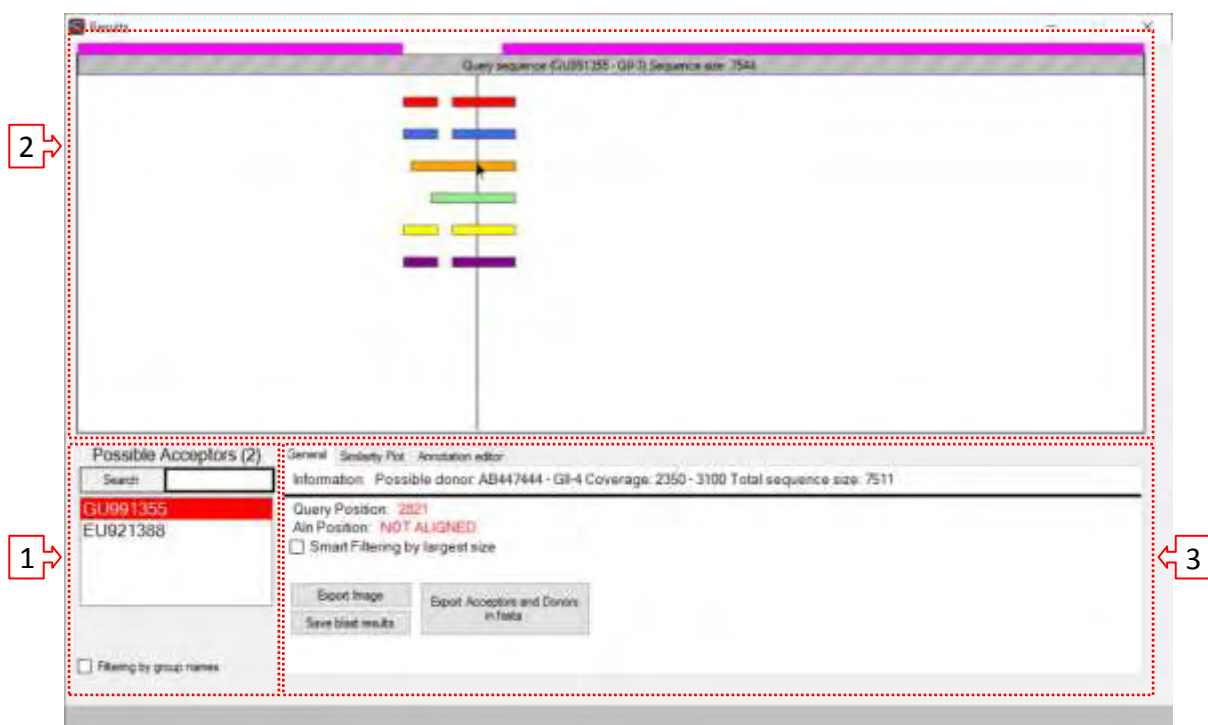 Results
Query sequence (GU991355 - GII-3) Sequence size: 7544
2
Possible Acceptors (2)
Search
GU991355
EU921388
Filtering by group names
1
General Similarity Plot Annotation editor
Information: Possible donor: AB447444 - GII-4 Coverage: 2350 - 3100 Total sequence size: 7511
Query Position: 2821
Aln Position: NOT ALIGNED
Smart Filtering by largest size
Export Image
Save blast results
Export Acceptors and Donors
in fasta
3